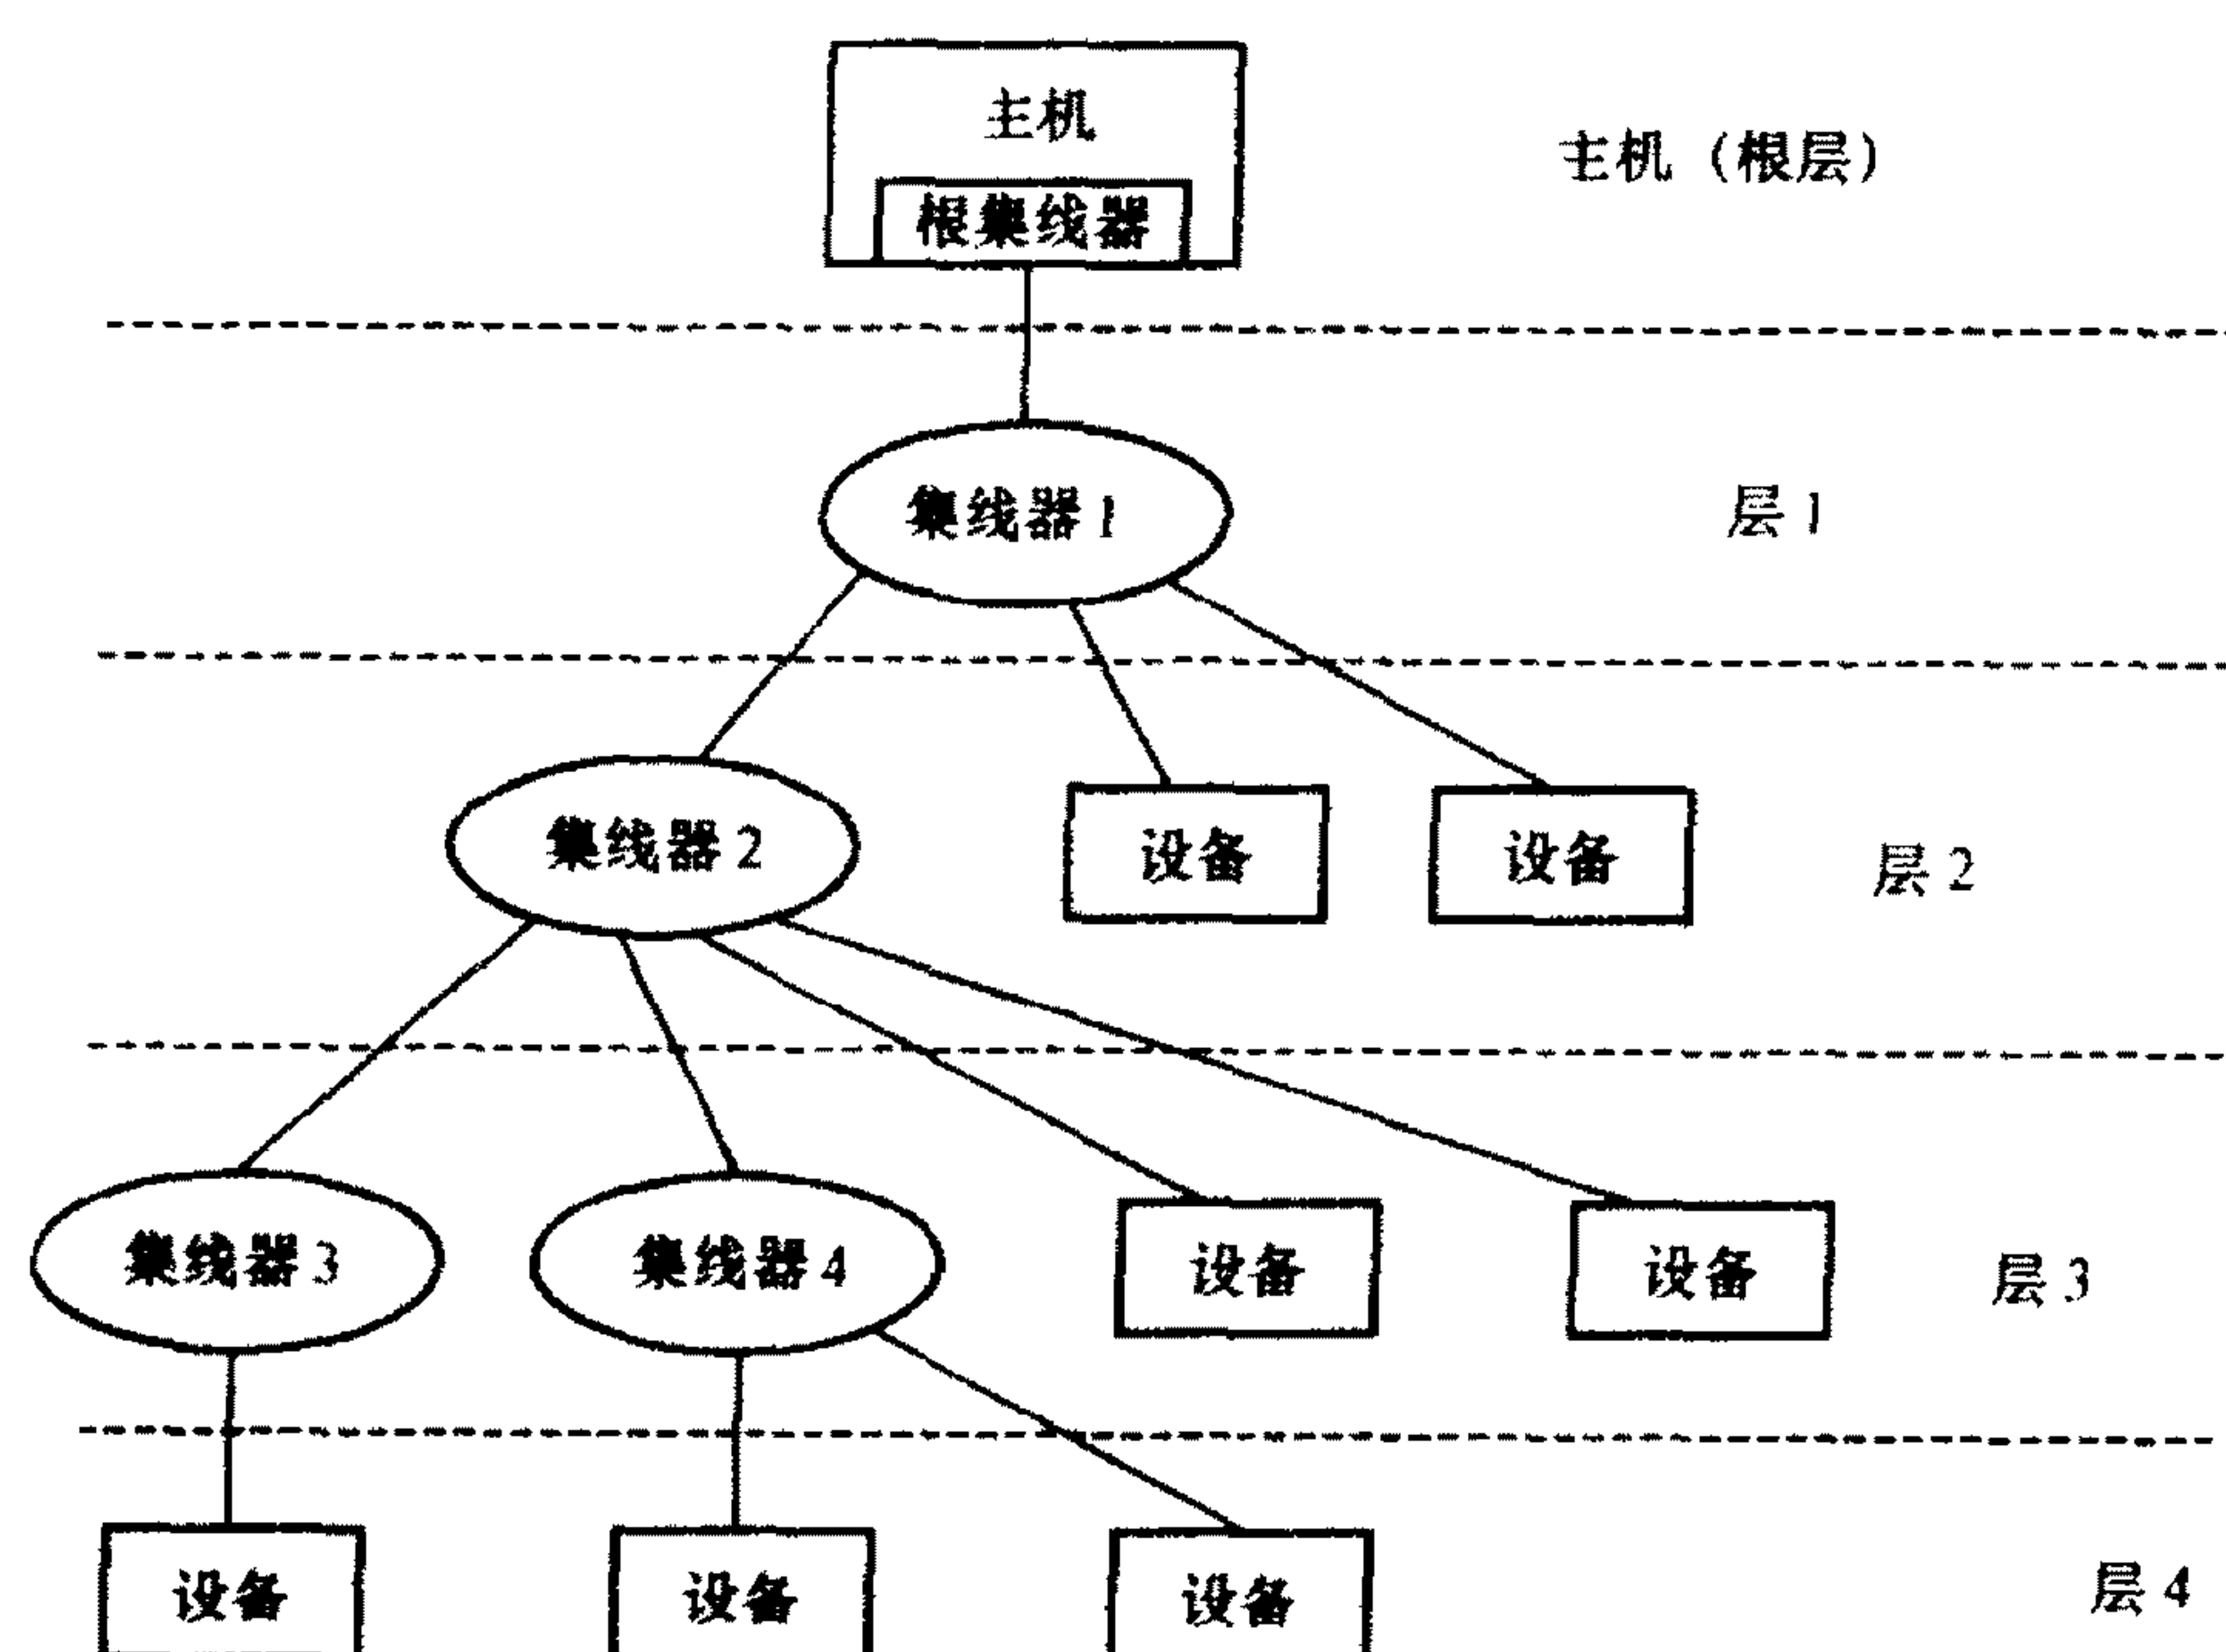 主机
主机（根层）
根集线器
集线器1
层1
集线器2
设备
设备
层2
集线器3
集线器4
设备
设备
层3
设备
设备
设备
层4